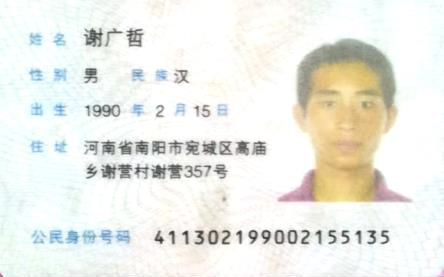 姓名 谢广哲
性别 男 民族 汉
出生 1990 年 2 月 15 日
住址 河南省南阳市宛城区高庙
乡谢营村谢营357号
公民身份号码 411302199002155135